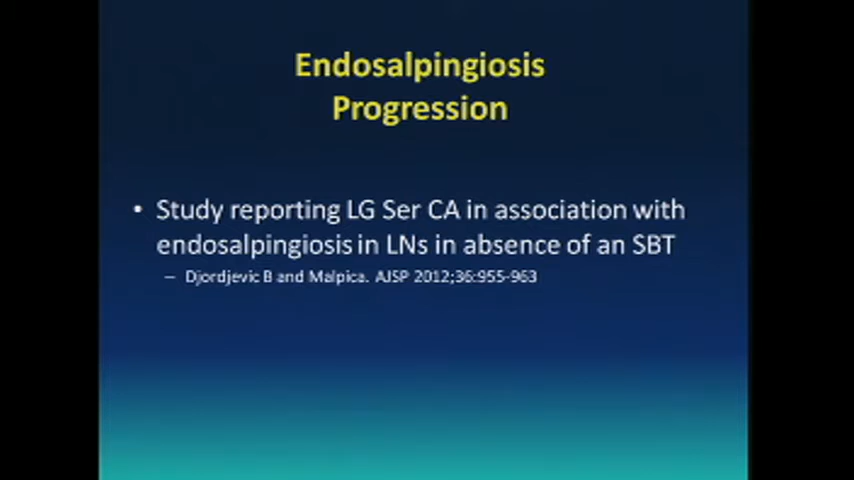 Endosalpingiosis
Progression
• Study reporting LG Ser CA in association with
endosalpingiosis in LNs in absence of an SBT
– Djordjevic B and Malpica. AJSP 2012;36:955-963